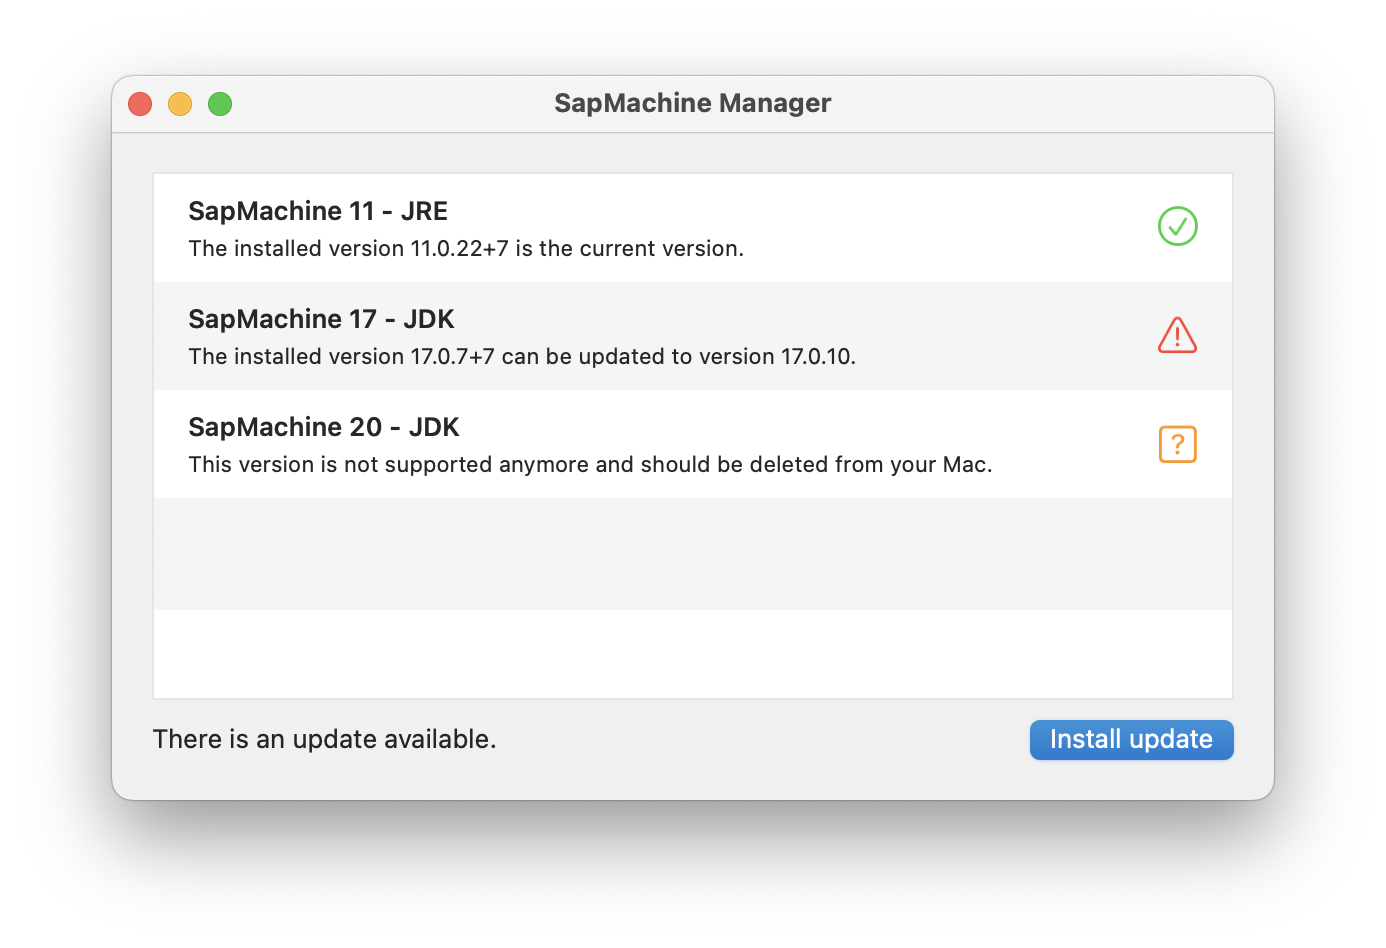 SapMachine Manager
SapMachine 11 - JRE
The installed version 11.0.22+7 is the current version.
SapMachine 17 - JDK
The installed version 17.0.7+7 can be updated to version 17.0.10.
SapMachine 20 - JDK
This version is not supported anymore and should be deleted from your Mac.
There is an update available.
Install update